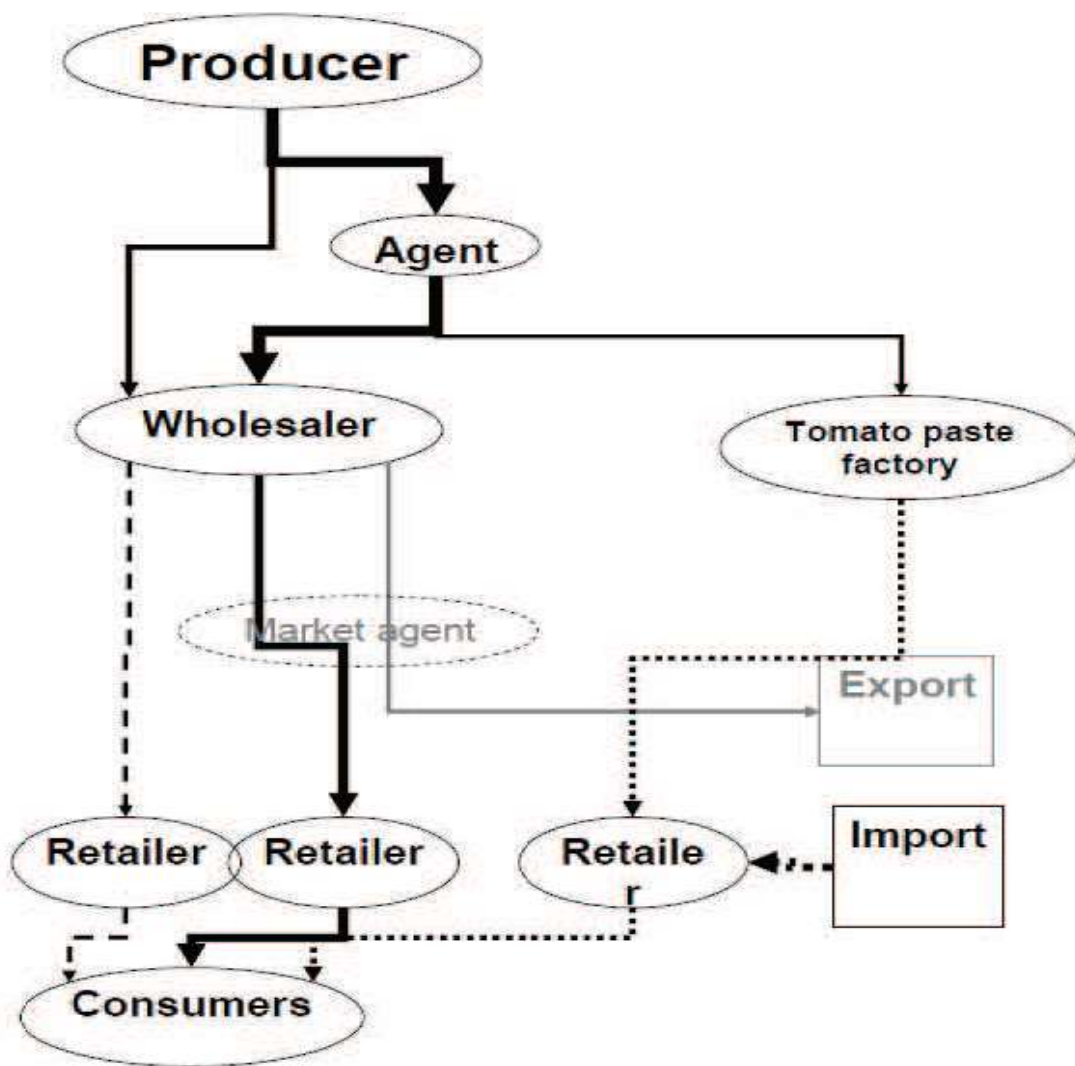 Producer
Agent
Wholesaler
Tomato paste
factory
Market agent
Export
Retailer
Retailer
Retaile
r
Import
Consumers